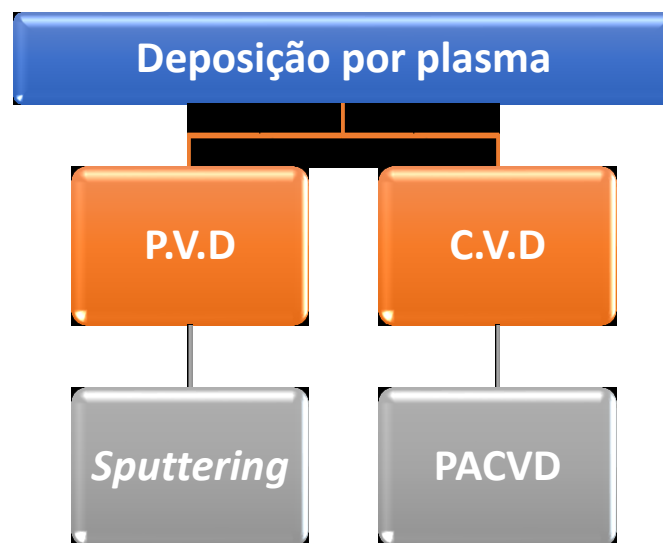 Deposição por plasma
P.V.D
C.V.D
Sputtering
PACVD